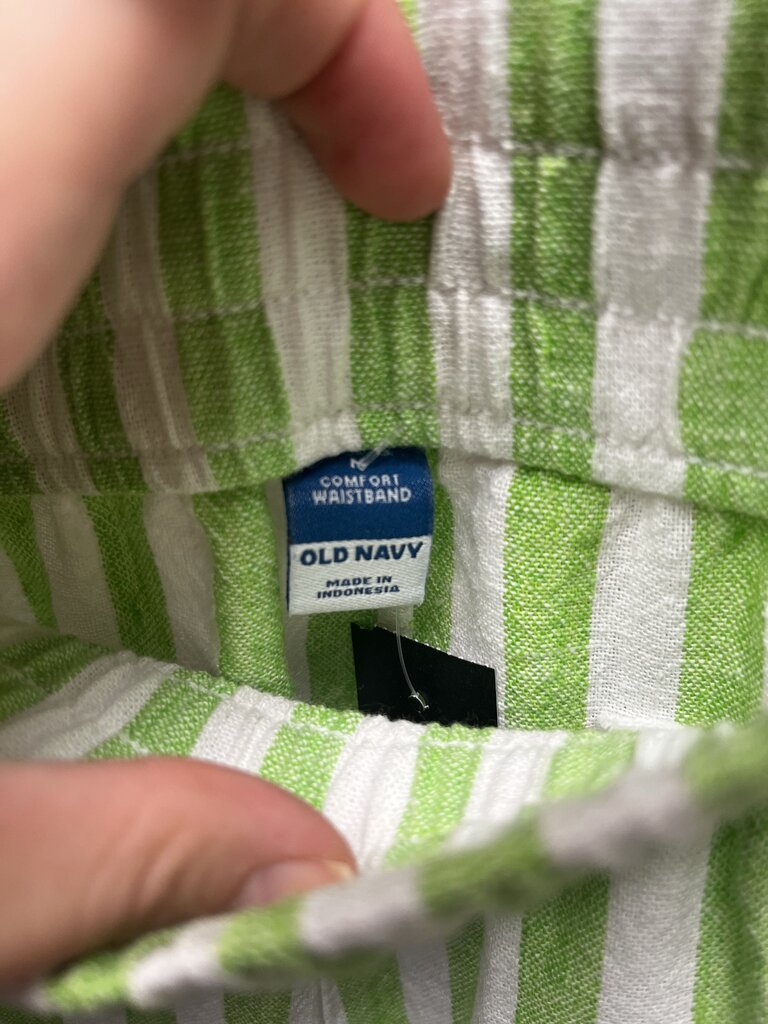 COMFORT
WAISTBAND
OLD NAVY
MADE IN
INDONESIA